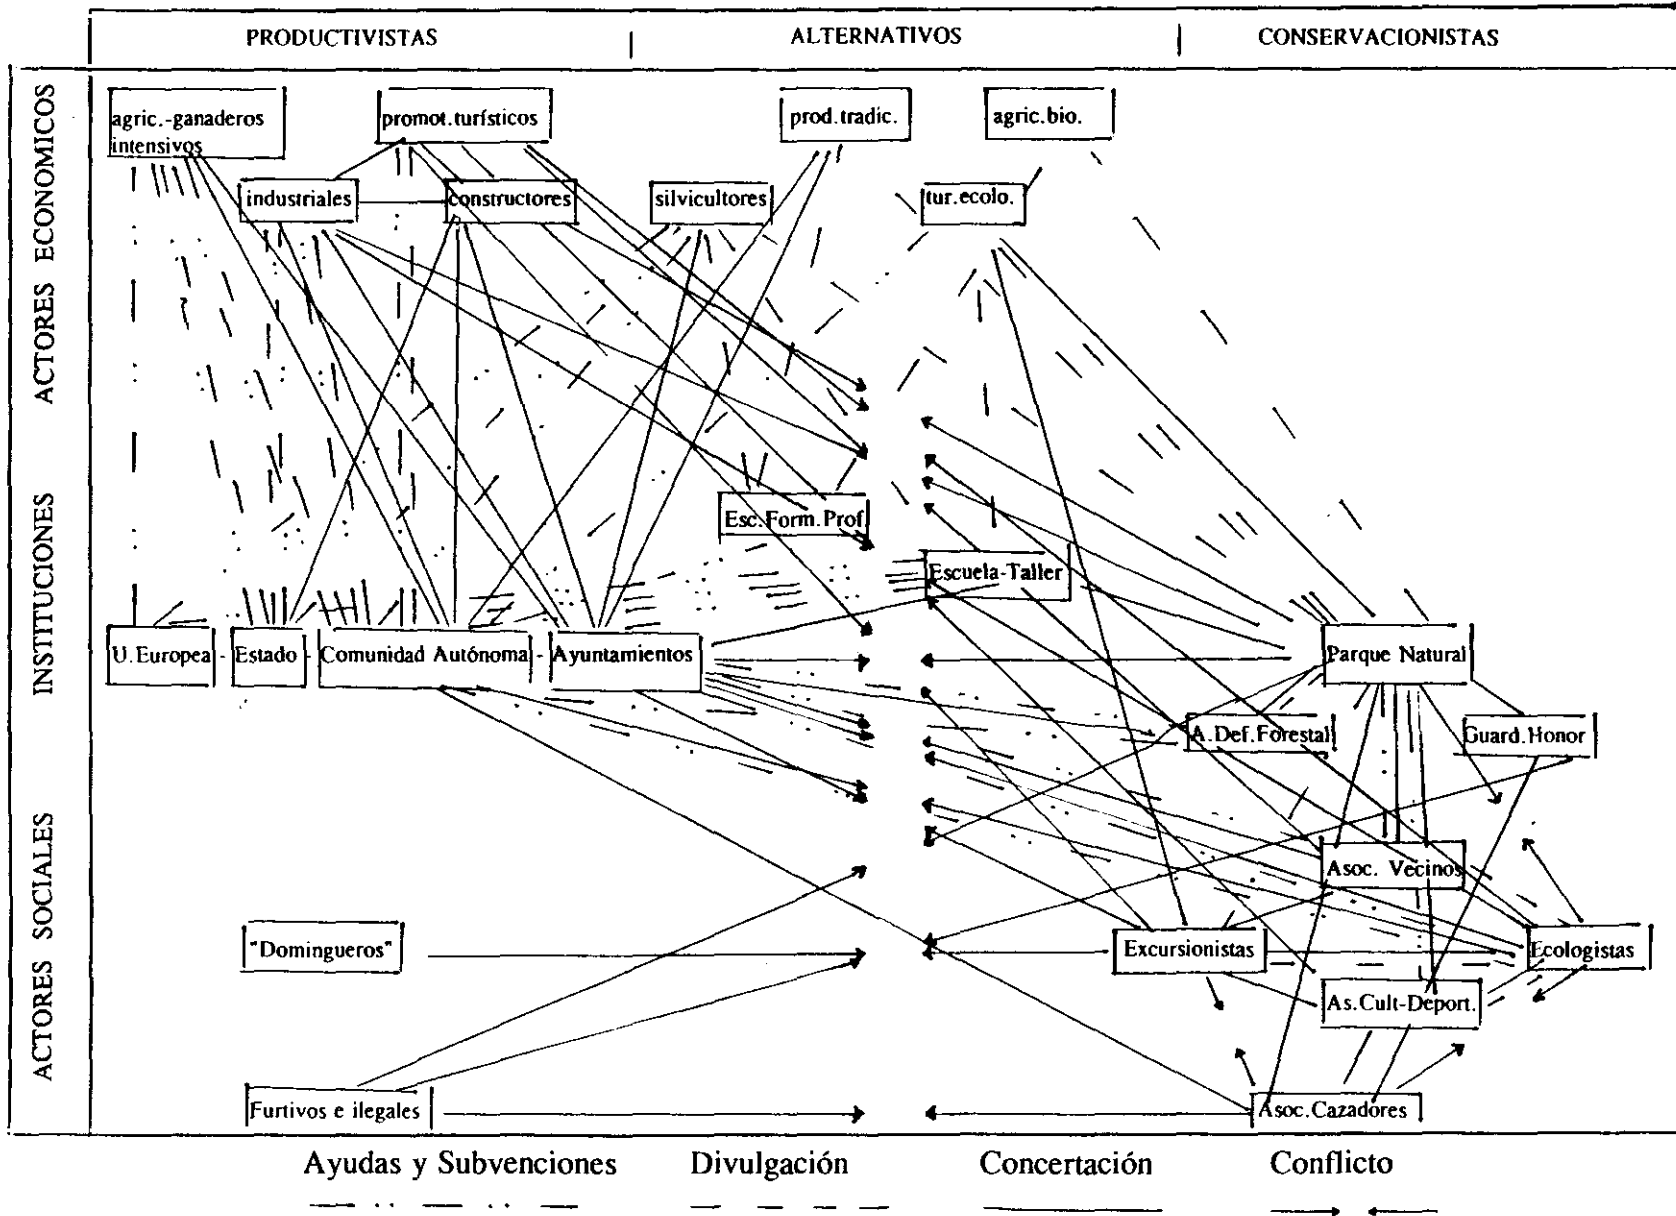 PRODUCTIVISTAS | ALTERNATIVOS | CONSERVACIONISTAS
ACTORES ECONOMICOS
agric.-ganaderos
intensivos
promot.turísticos
prod.tradic.
agric.bio.
industriales
constructores
silvicultores
tur.ecolo.
INSTITUCIONES
Esc.Form.Prof.
Escuela-Taller
U.Europea - Estado - Comunidad Autónoma - Ayuntamientos
Parque Natural
A.Def.Forestal
Guard.Honor
ACTORES SOCIALES
Asoc. Vecinos
"Domingueros"
Excursionistas
Ecologistas
As.Cult-Deport.
Furtivos e ilegales
Asoc.Cazadores
Ayudas y Subvenciones Divulgación Concertación Conflicto